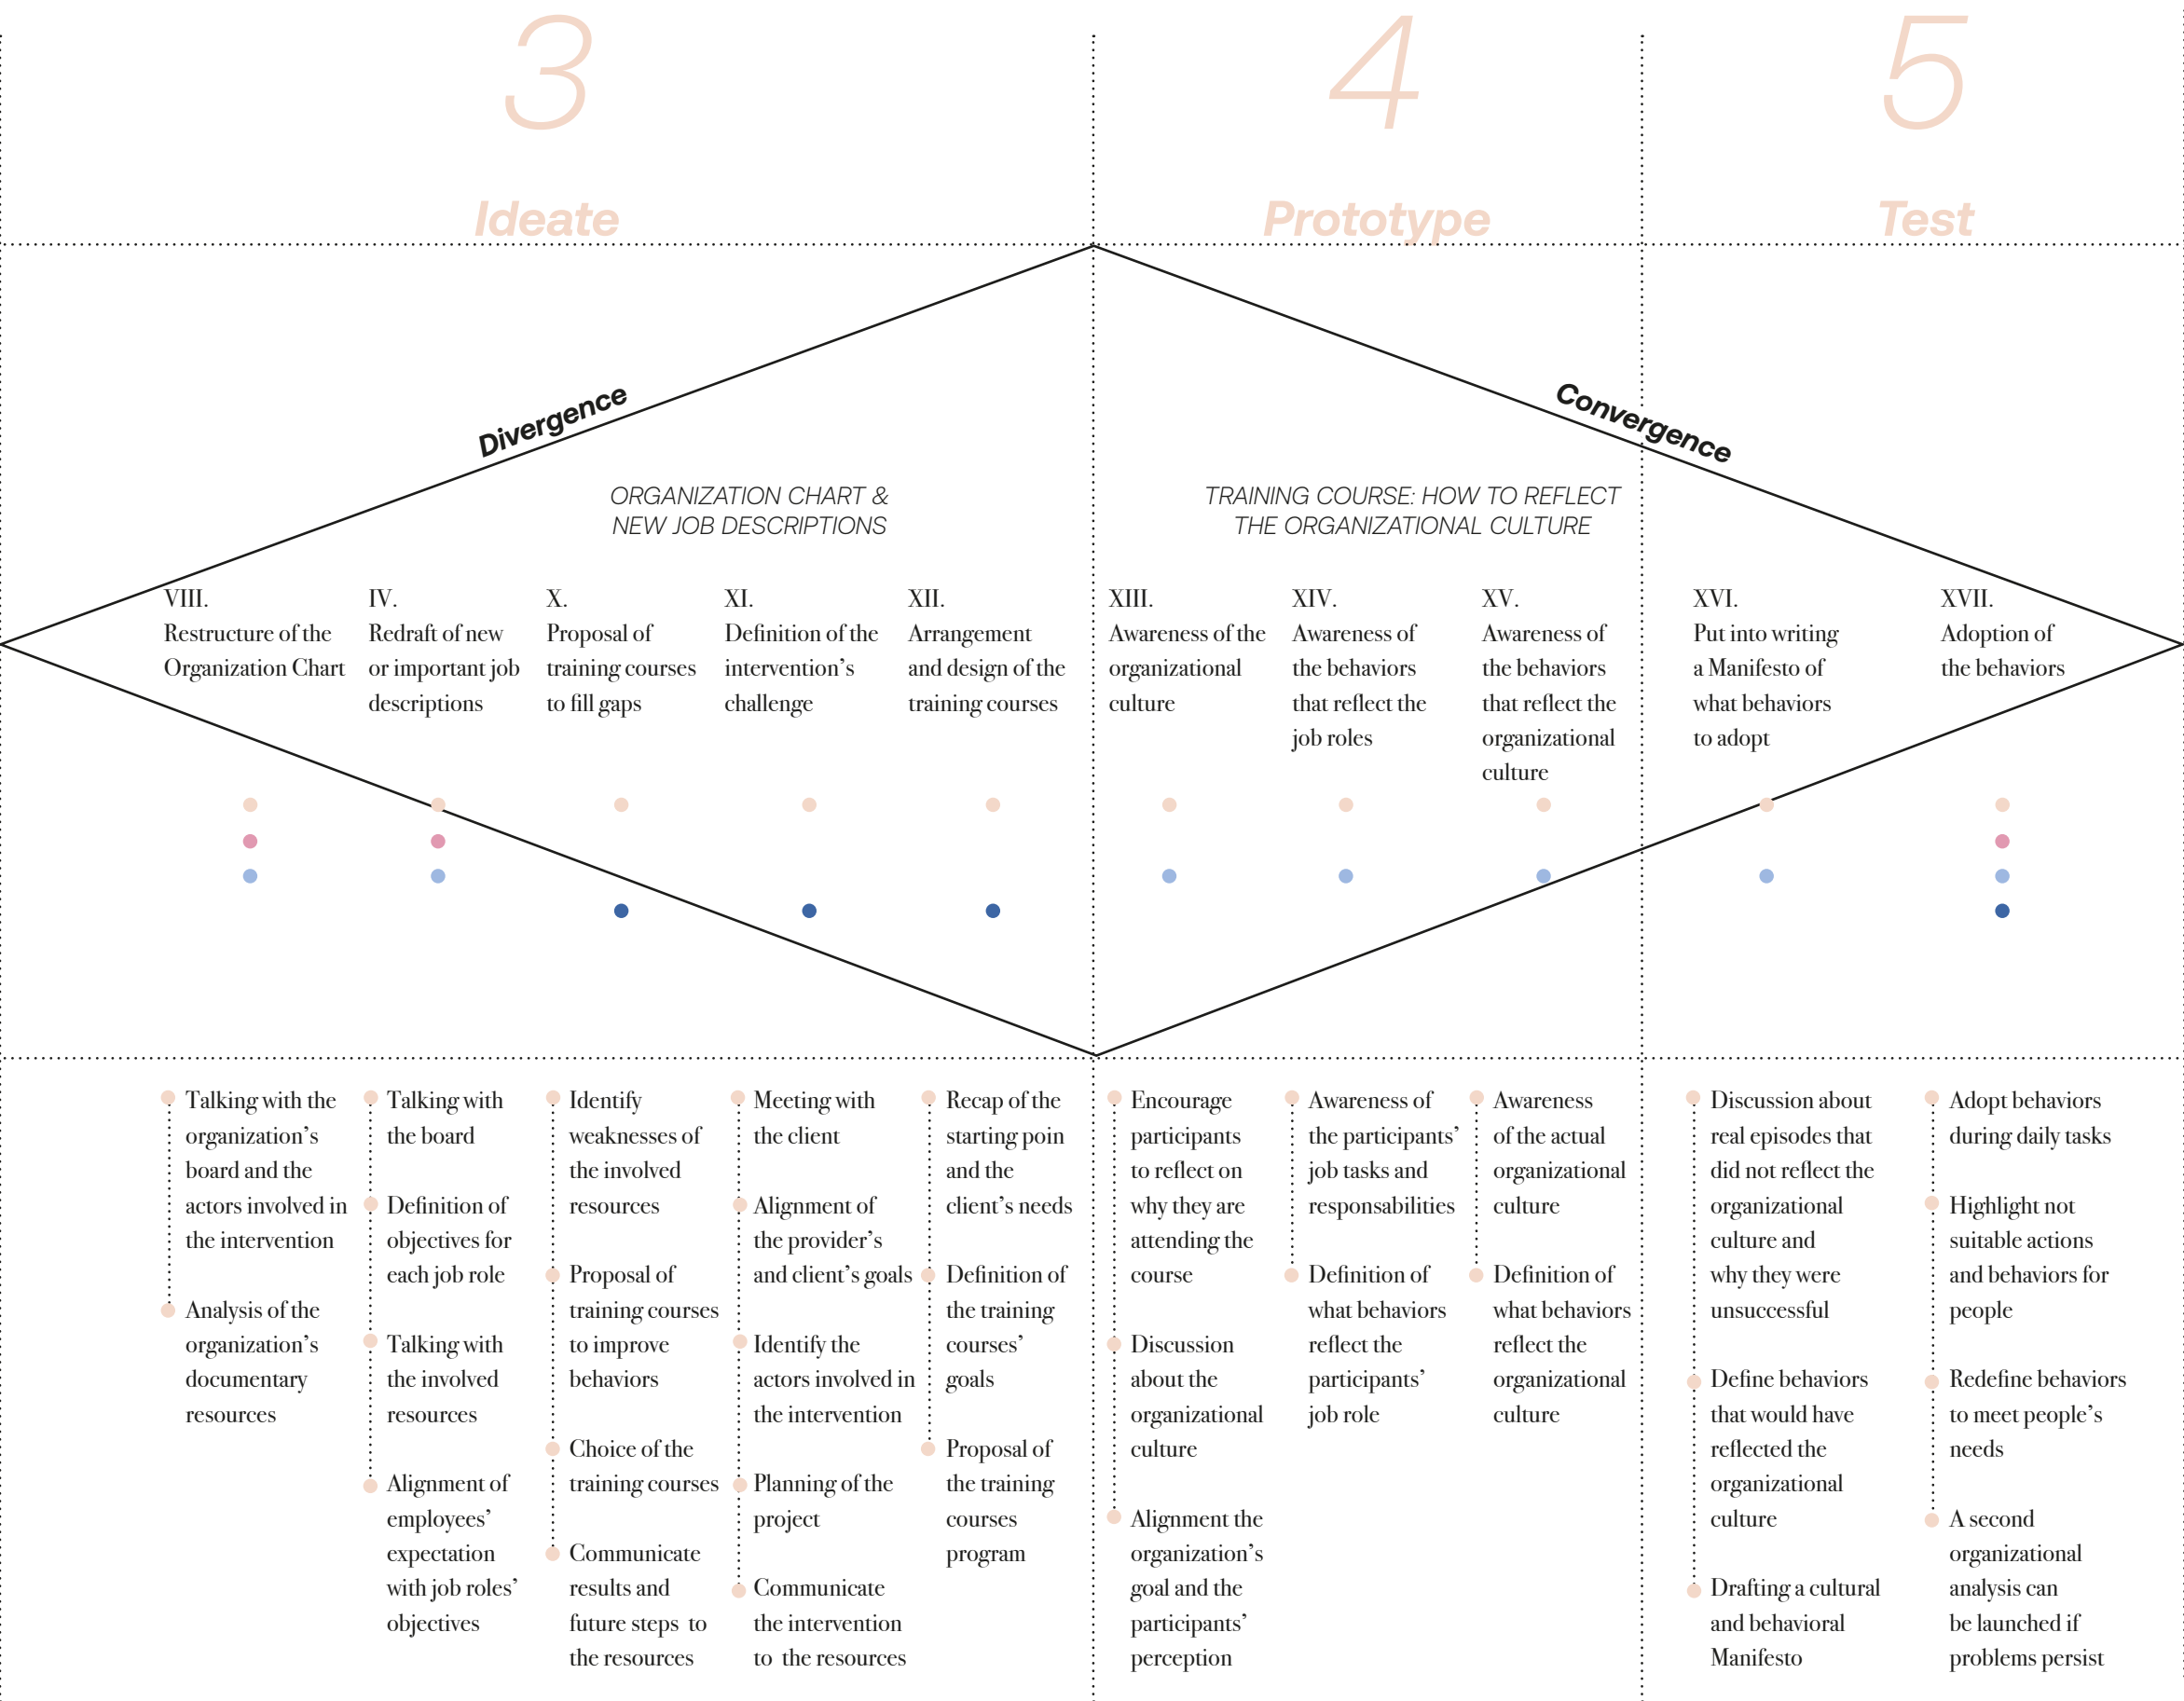 3
4
5
Ideate
Prototype
Test
Divergence
Convergence
ORGANIZATION CHART &
NEW JOB DESCRIPTIONS
TRAINING COURSE: HOW TO REFLECT
THE ORGANIZATIONAL CULTURE
VIII.
Restructure of the
Organization Chart
IV.
Redraft of new
or important job
descriptions
X.
Proposal of
training courses
to fill gaps
XI.
Definition of the
intervention's
challenge
XII.
Arrangement
and design of the
training courses
XIII.
Awareness of the
organizational
culture
XIV.
Awareness of
the behaviors
that reflect the
job roles
XV.
Awareness of
the behaviors
that reflect the
organizational
culture
XVI.
Put into writing
a Manifesto of
what behaviors
to adopt
XVII.
Adoption of
the behaviors
Talking with the
organization's
board and the
actors involved in
the intervention
Analysis of the
organization's
documentary
resources
Talking with
the board
Definition of
objectives for
each job role
Talking with
the involved
resources
Alignment of
employees'
expectation
with job roles'
objectives
Identify
weaknesses of
the involved
resources
Proposal of
training courses
to improve
behaviors
Choice of the
training courses
Communicate
results and
future steps to
the resources
Meeting with
the client
Alignment of
the provider's
and client's goals
Identify the
actors involved in
the intervention
Planning of the
project
Communicate
the intervention
to the resources
Recap of the
starting poin
and the
client's needs
Definition of
the training
courses'
goals
Proposal of
the training
courses
program
Encourage
participants
to reflect on
why they are
attending the
course
Discussion
about the
organizational
culture
Alignment the
organization's
goal and the
participants'
perception
Awareness of
the participants'
job tasks and
responsabilities
Definition of
what behaviors
reflect the
participants'
job role
Awareness
of the actual
organizational
culture
Definition of
what behaviors
reflect the
organizational
culture
Discussion about
real episodes that
did not reflect the
organizational
culture and
why they were
unsuccessful
Define behaviors
that would have
reflected the
organizational
culture
Drafting a cultural
and behavioral
Manifesto
Adopt behaviors
during daily tasks
Highlight not
suitable actions
and behaviors for
people
Redefine behaviors
to meet people's
needs
A second
organizational
analysis can
be launched if
problems persist